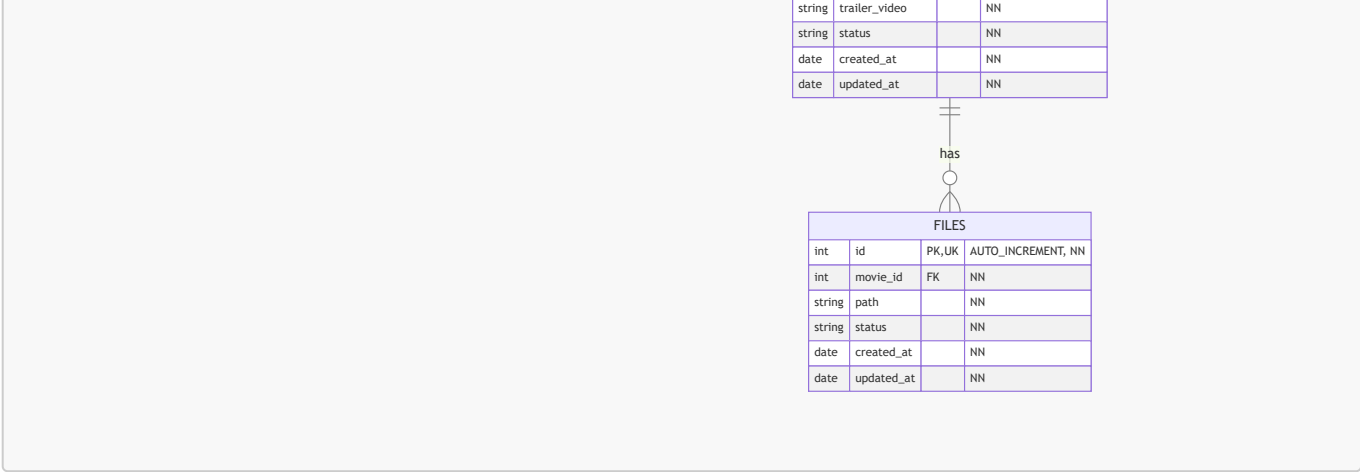 string trailer_video NN
string status NN
date created_at NN
date updated_at NN
has
FILES
int id PK,UK AUTO_INCREMENT, NN
int movie_id FK NN
string path NN
string status NN
date created_at NN
date updated_at NN